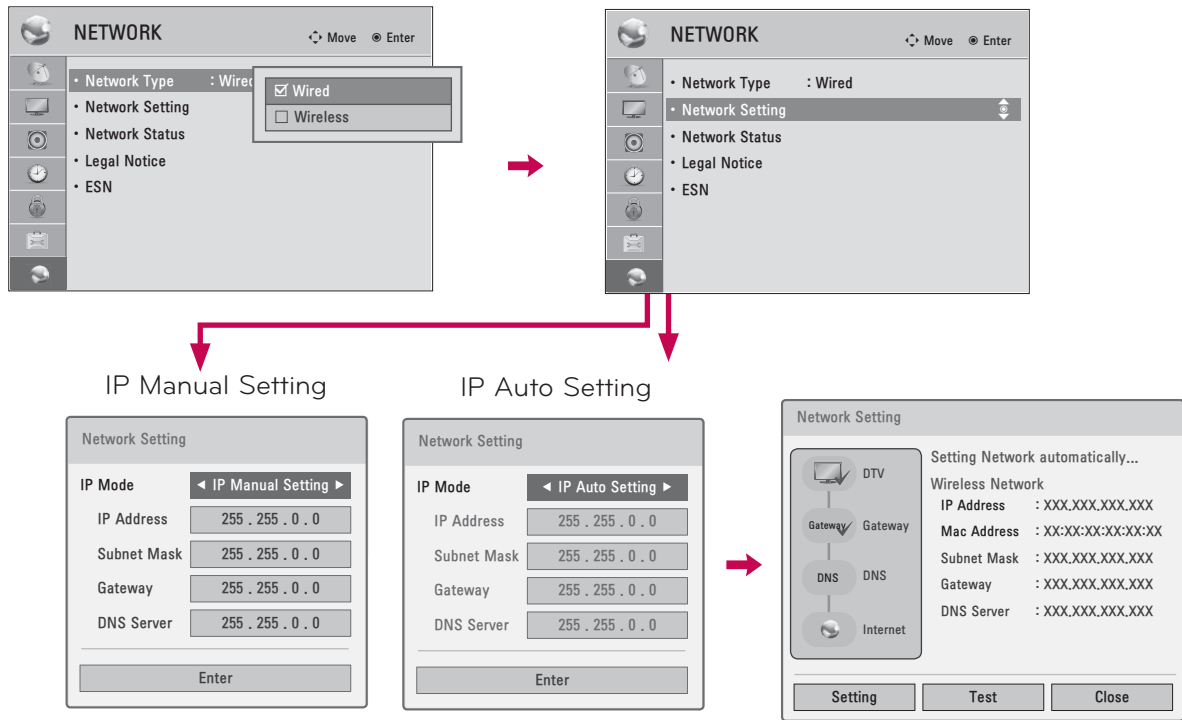 NETWORK
Move Enter
• Network Type : Wired
• Network Setting
• Network Status
• Legal Notice
• ESN
Wired
Wireless
NETWORK
Move Enter
• Network Type : Wired
• Network Setting
• Network Status
• Legal Notice
• ESN
IP Manual Setting
Network Setting
IP Mode ◄ IP Manual Setting ►
IP Address 255 . 255 . 0 . 0
Subnet Mask 255 . 255 . 0 . 0
Gateway 255 . 255 . 0 . 0
DNS Server 255 . 255 . 0 . 0
Enter
IP Auto Setting
Network Setting
IP Mode ◄ IP Auto Setting ►
IP Address 255 . 255 . 0 . 0
Subnet Mask 255 . 255 . 0 . 0
Gateway 255 . 255 . 0 . 0
DNS Server 255 . 255 . 0 . 0
Enter
Network Setting
DTV
Gateway Gateway
DNS DNS
Internet
Setting Network automatically...
Wireless Network
IP Address : XXX.XXX.XXX.XXX
Mac Address : XX:XX:XX:XX:XX:XX
Subnet Mask : XXX.XXX.XXX.XXX
Gateway : XXX.XXX.XXX.XXX
DNS Server : XXX.XXX.XXX.XXX
Setting Test Close